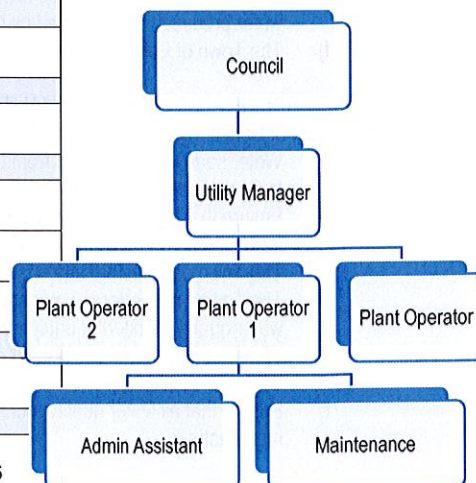 Council
Utility Manager
Plant Operator
2
Plant Operator
1
Plant Operator
Admin Assistant
Maintenance